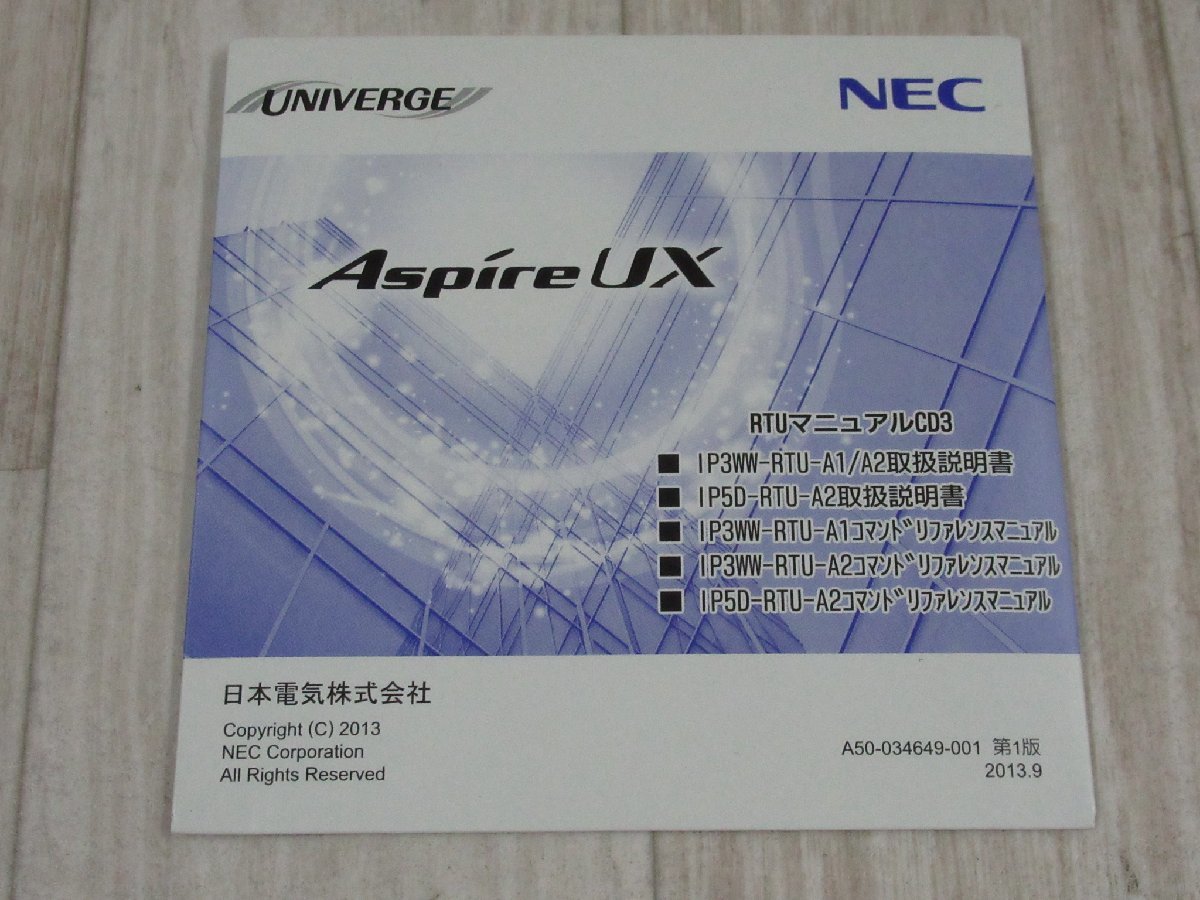 UNIVERGE
NEC
Aspire UX
RTUマニュアルCD3
■ IP3WW-RTU-A1/A2取扱説明書
■ IP5D-RTU-A2取扱説明書
■ IP3WW-RTU-A1ｺﾏﾝﾄﾞﾘﾌｧﾚﾝｽﾏﾆｭｱﾙ
■ IP3WW-RTU-A2ｺﾏﾝﾄﾞﾘﾌｧﾚﾝｽﾏﾆｭｱﾙ
■ IP5D-RTU-A2ｺﾏﾝﾄﾞﾘﾌｧﾚﾝｽﾏﾆｭｱﾙ
日本電気株式会社
Copyright (C) 2013
NEC Corporation
All Rights Reserved
A50-034649-001 第1版
2013.9